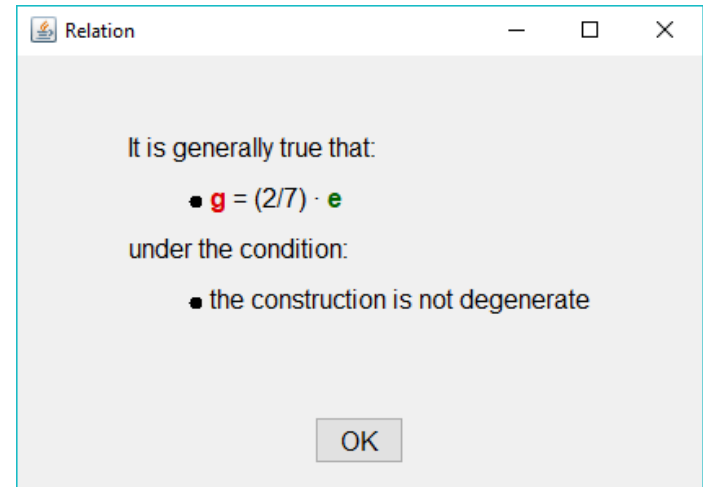 Relation
It is generally true that:
• g = (2/7) · e
under the condition:
• the construction is not degenerate
OK